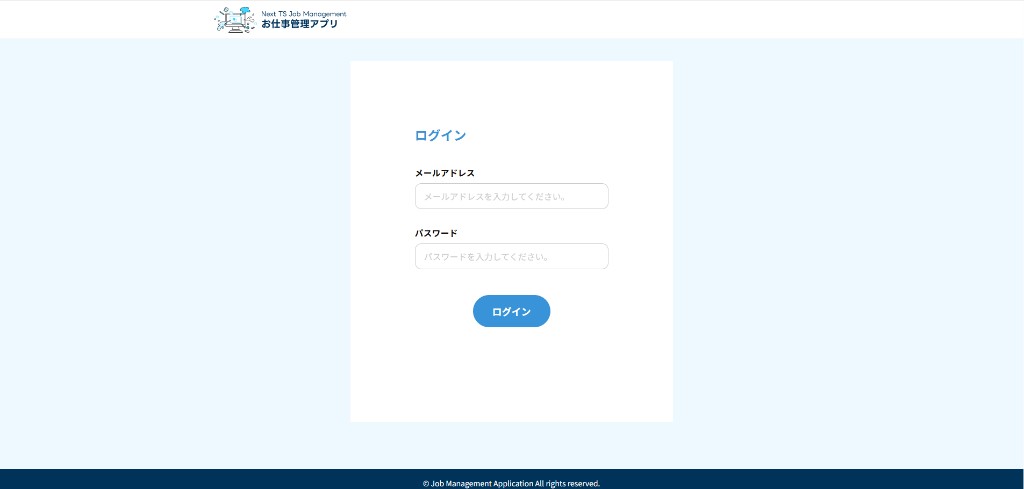 Next TS Job Management
お仕事管理アプリ
ログイン
メールアドレス
メールアドレスを入力してください。
パスワード
パスワードを入力してください。
ログイン
© Job Management Application All rights reserved.